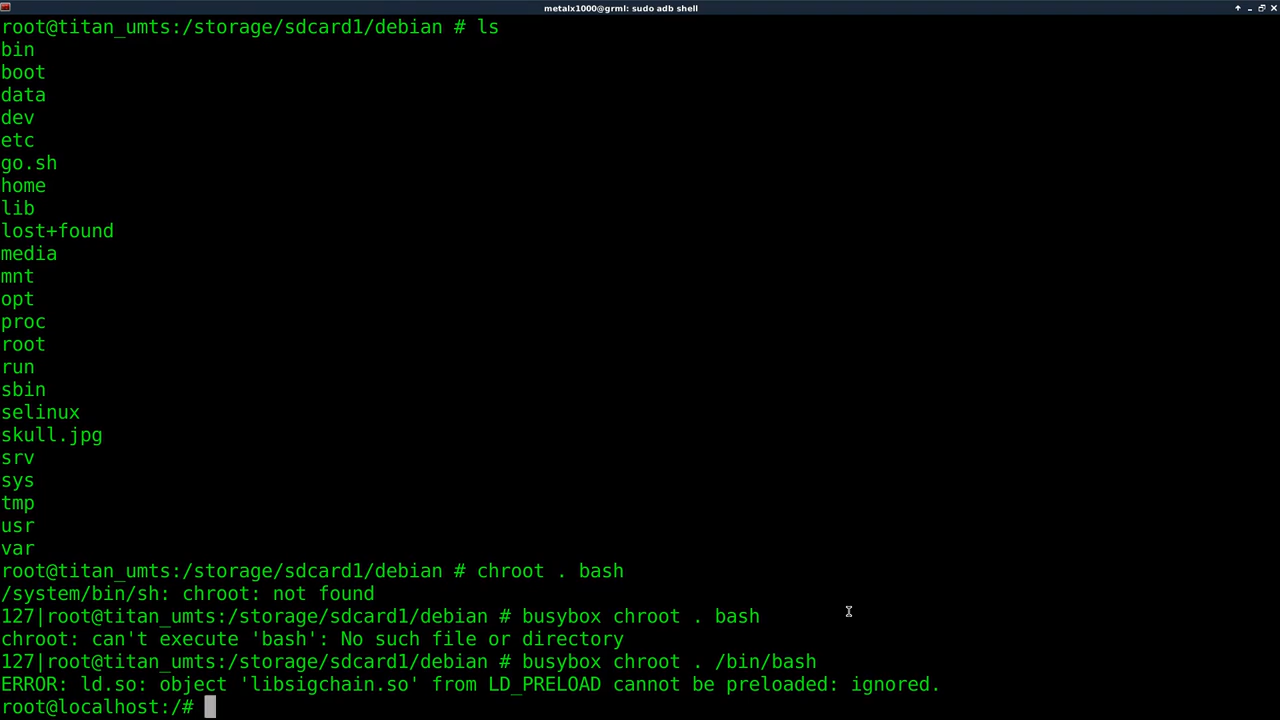 metalx1000@grml: sudo adb shell
root@titan_umts:/storage/sdcard1/debian # ls
bin
boot
data
dev
etc
go.sh
home
lib
lost+found
media
mnt
opt
proc
root
run
sbin
selinux
skull.jpg
srv
sys
tmp
usr
var
root@titan_umts:/storage/sdcard1/debian # chroot . bash
/system/bin/sh: chroot: not found
127|root@titan_umts:/storage/sdcard1/debian # busybox chroot . bash
chroot: can't execute 'bash': No such file or directory
127|root@titan_umts:/storage/sdcard1/debian # busybox chroot . /bin/bash
ERROR: ld.so: object 'libsigchain.so' from LD_PRELOAD cannot be preloaded: ignored.
root@localhost:/#